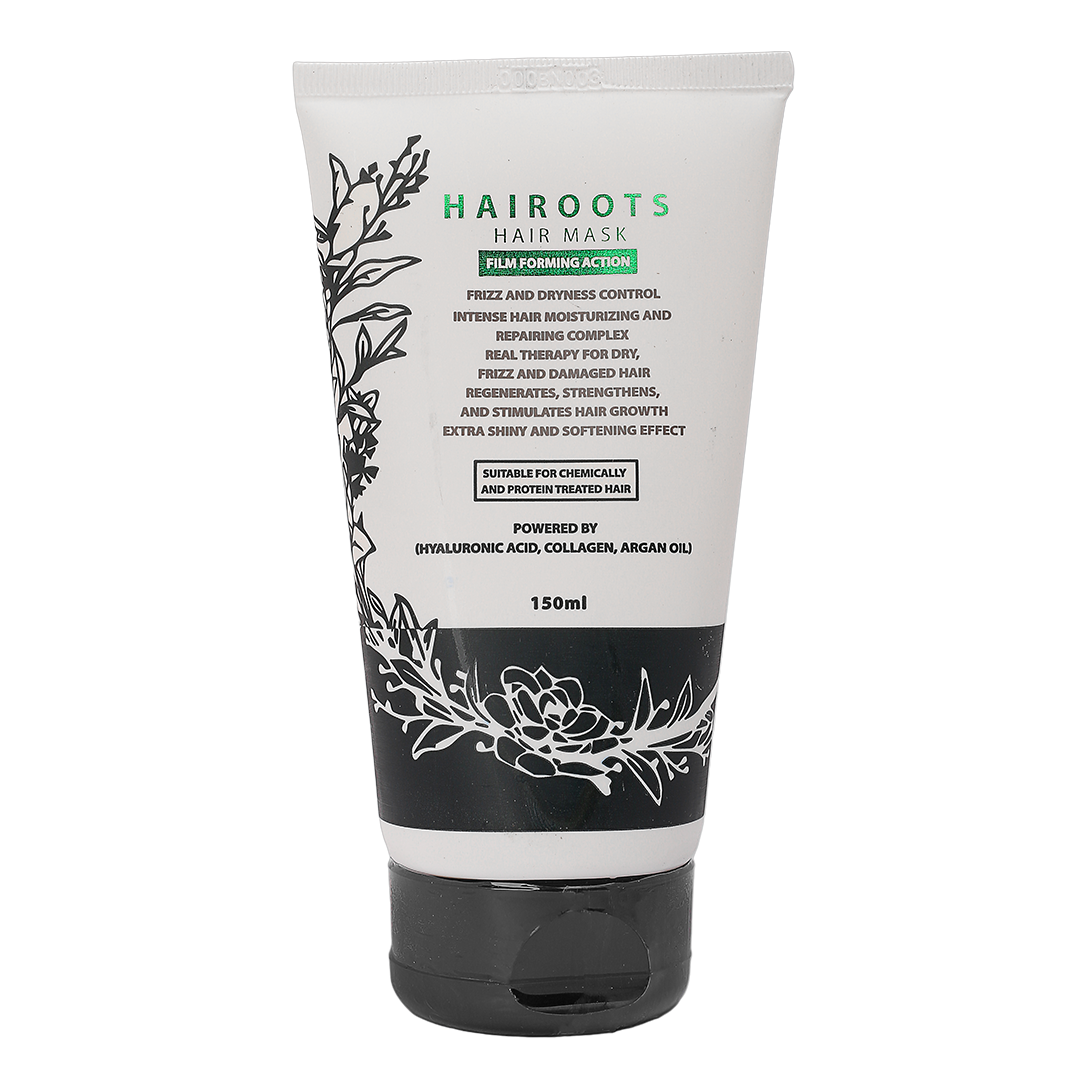 HAIROOTS
HAIR MASK
FILM FORMING ACTION
FRIZZ AND DRYNESS CONTROL
INTENSE HAIR MOISTURIZING AND
REPAIRING COMPLEX
REAL THERAPY FOR DRY,
FRIZZ AND DAMAGED HAIR
REGENERATES, STRENGTHENS,
AND STIMULATES HAIR GROWTH
EXTRA SHINY AND SOFTENING EFFECT
SUITABLE FOR CHEMICALLY
AND PROTEIN TREATED HAIR
POWERED BY
(HYALURONIC ACID, COLLAGEN, ARGAN OIL)
150ml